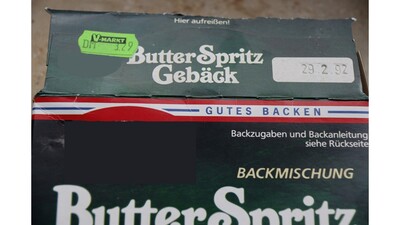 Hier aufreißen!
V-MARKT
DM 1,29
Butter Spritz
Gebäck
29 2.92
GUTES BACKEN
Backzugaben und Backanleitung
siehe Rückseite
BACKMISCHUNG
Butter Spritz